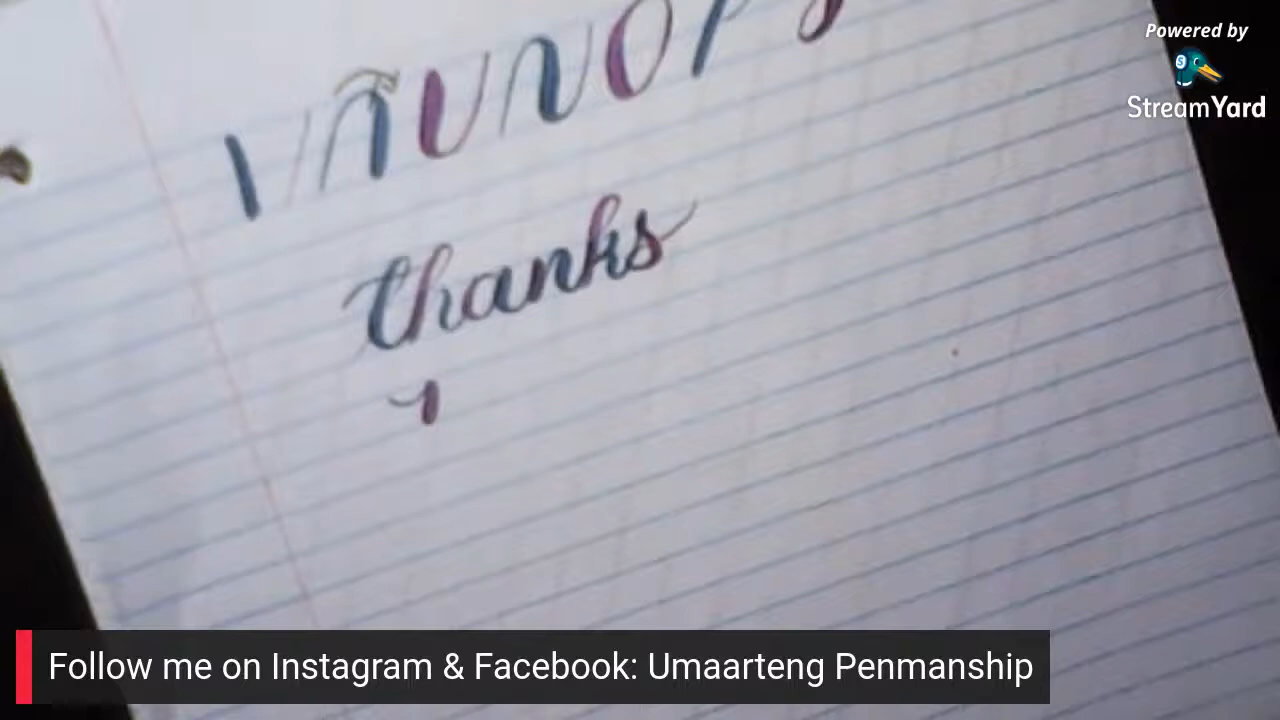 Powered by
StreamYard
thanks
Follow me on Instagram & Facebook: Umaarteng Penmanship